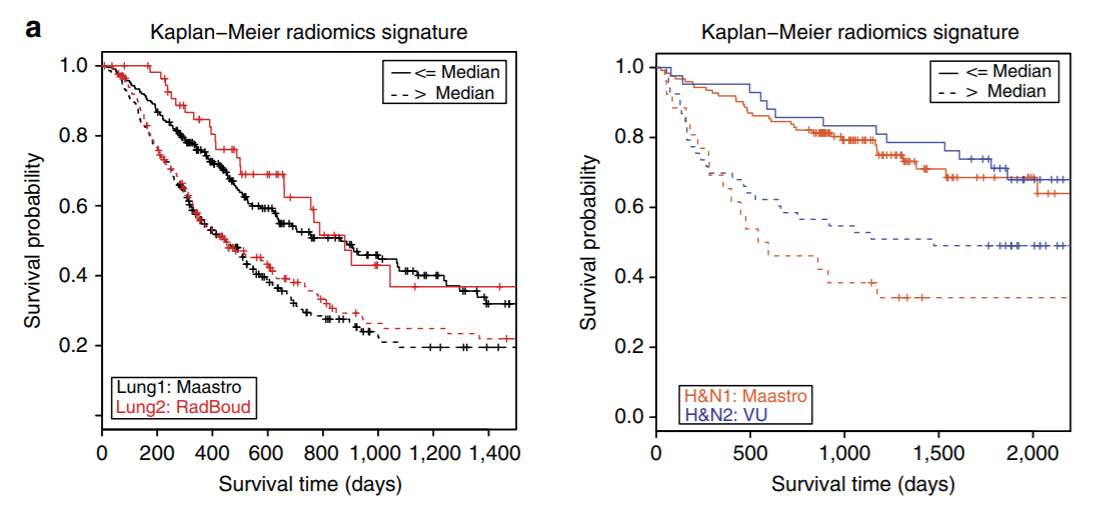 a
Kaplan–Meier radiomics signature
<= Median
> Median
Survival probability
1.0
0.8
0.6
0.4
0.2
Lung1: Maastro
Lung2: RadBoud
0 200 400 600 800 1,000 1,200 1,400
Survival time (days)
Kaplan–Meier radiomics signature
<= Median
> Median
Survival probability
1.0
0.8
0.6
0.4
0.2
0.0
H&N1: Maastro
H&N2: VU
0 500 1,000 1,500 2,000
Survival time (days)